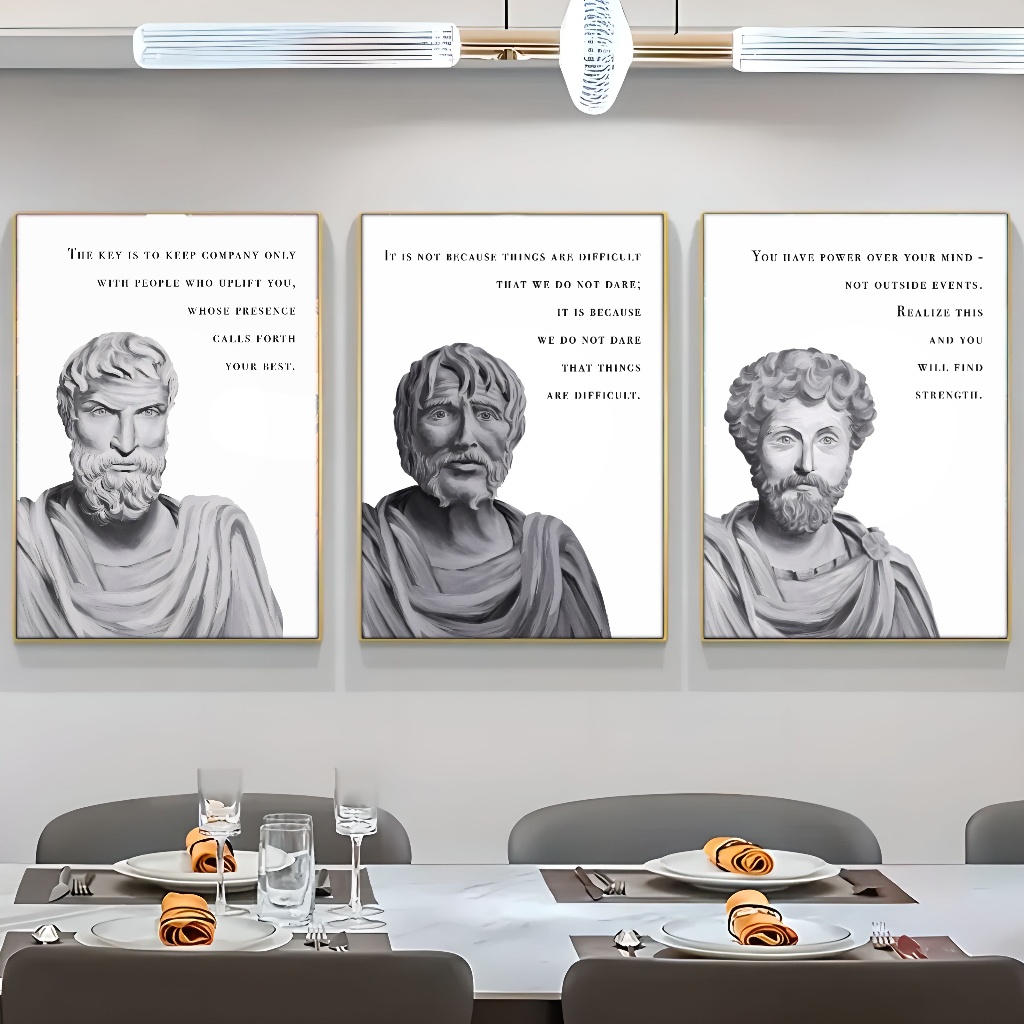 The key is to keep company only
with people who uplift you,
whose presence
calls forth
your best.
It is not because things are difficult
that we do not dare;
it is because
we do not dare
that things
are difficult.
You have power over your mind -
not outside events.
Realize this
and you
will find
strength.